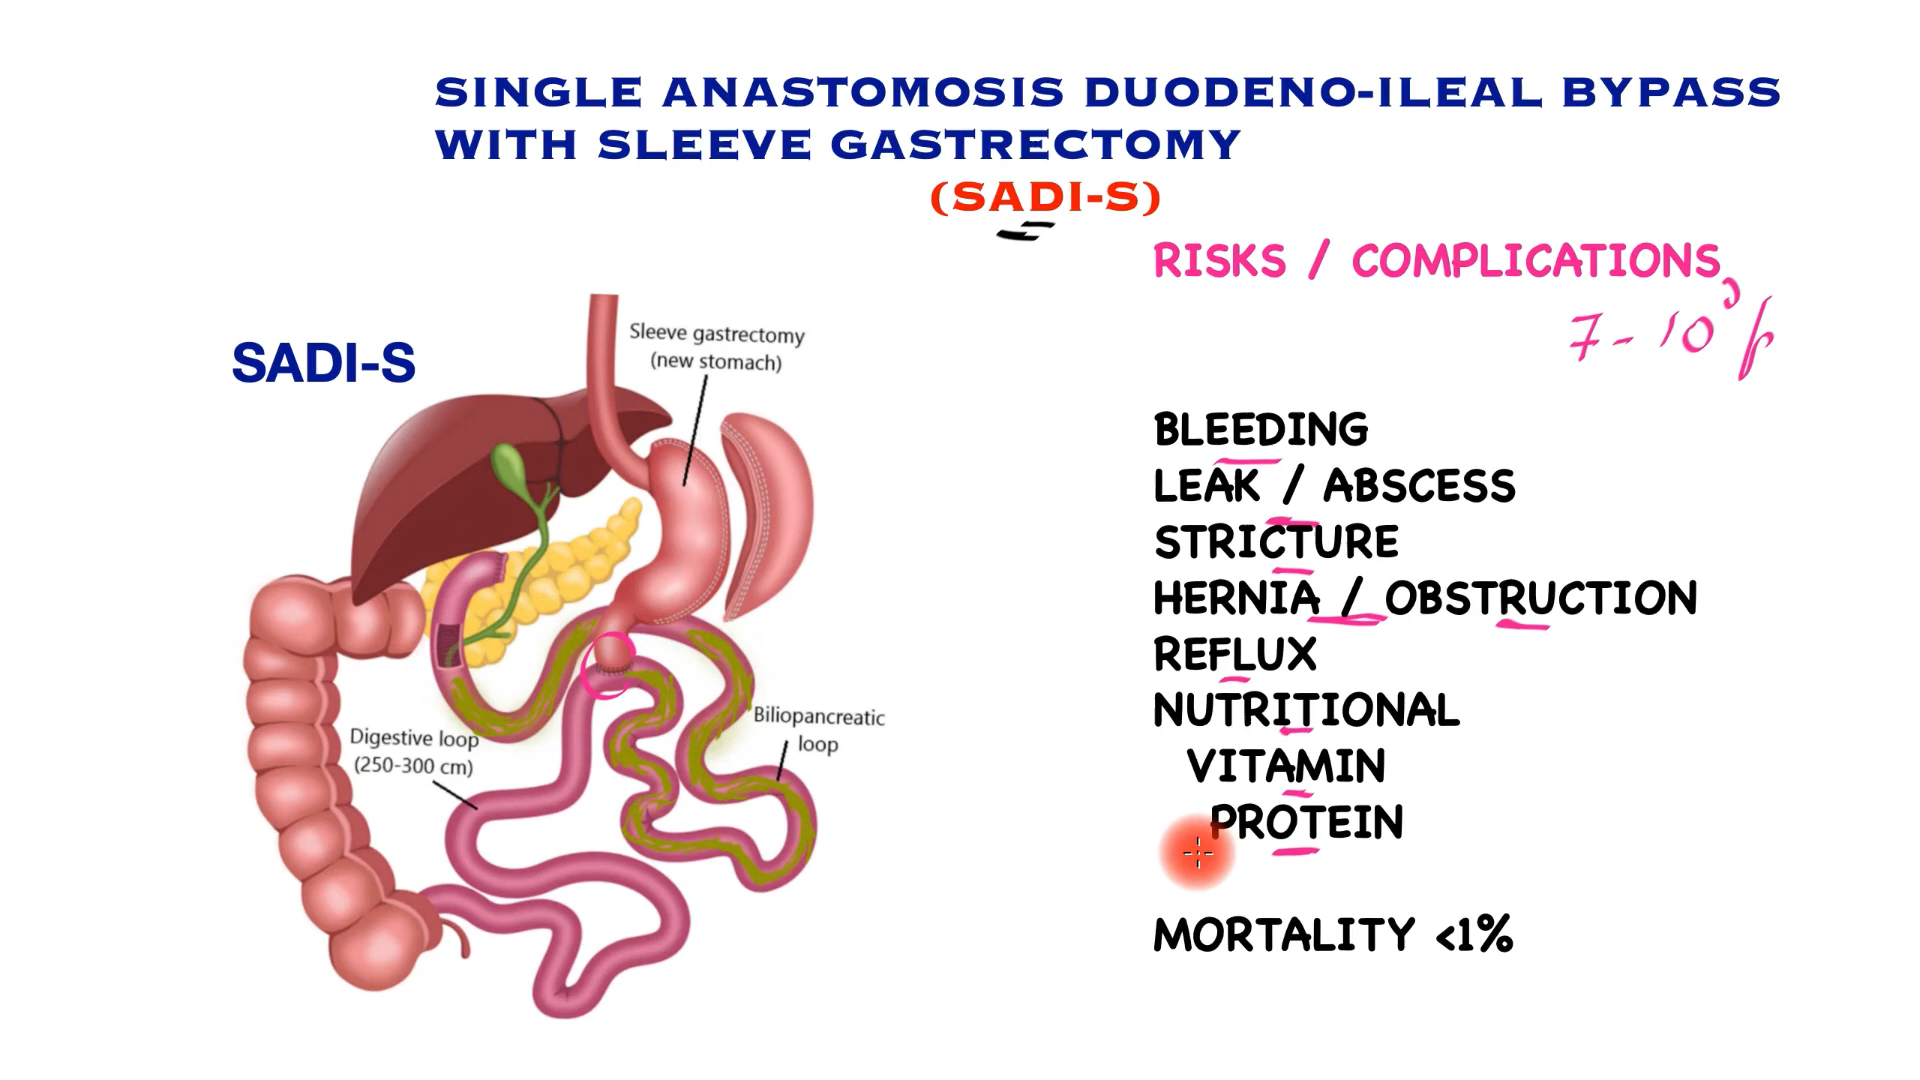 SINGLE ANASTOMOSIS DUODENO-ILEAL BYPASS
WITH SLEEVE GASTRECTOMY
(SADI-S)
RISKS / COMPLICATIONS
7-10%
SADI-S
Sleeve gastrectomy
(new stomach)
Digestive loop
(250-300 cm)
Biliopancreatic
loop
BLEEDING
LEAK / ABSCESS
STRICTURE
HERNIA / OBSTRUCTION
REFLUX
NUTRITIONAL
VITAMIN
PROTEIN
MORTALITY <1%